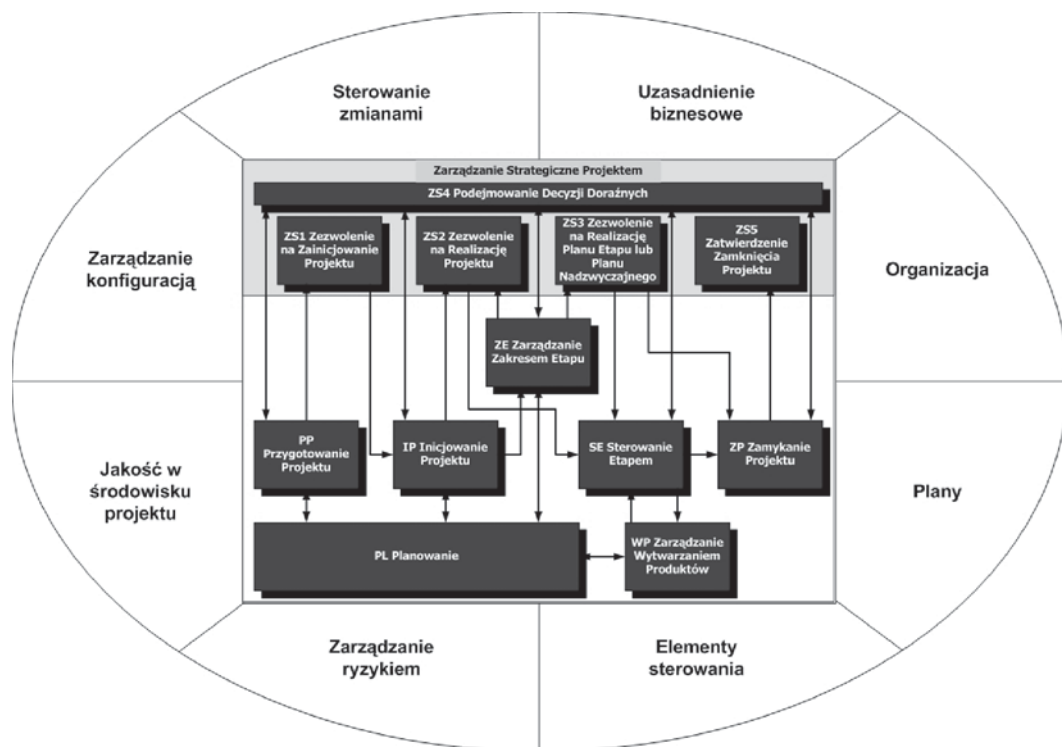 Sterowanie
zmianami
Uzasadnienie
biznesowe
Zarządzanie
konfiguracją
Organizacja
Zarządzanie Strategiczne Projektem
ZS4 Podejmowanie Decyzji Doraźnych
ZS1 Zezwolenie
na Zainicjowanie
Projektu
ZS2 Zezwolenie
na Realizację
Projektu
ZS3 Zezwolenie
na Realizację
Planu Etapu lub
Planu
Nadzwyczajnego
ZS5
Zatwierdzenie
Zamknięcia
Projektu
ZE Zarządzanie
Zakresem Etapu
PP
Przygotowanie
Projektu
IP Inicjowanie
Projektu
SE Sterowanie
Etapem
ZP Zamykanie
Projektu
Jakość w
środowisku
projektu
Plany
PL Planowanie
WP Zarządzanie
Wytwarzaniem
Produktów
Zarządzanie
ryzykiem
Elementy
sterowania